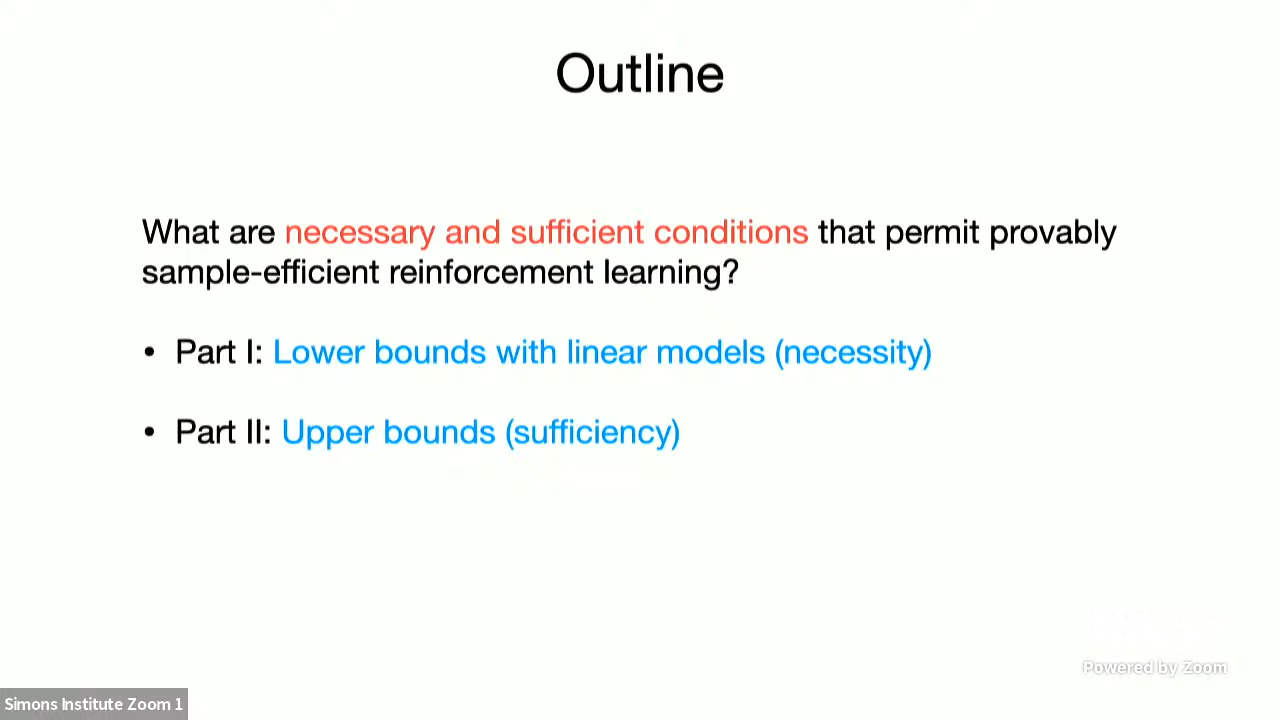 Outline
What are necessary and sufficient conditions that permit provably
sample-efficient reinforcement learning?
• Part I: Lower bounds with linear models (necessity)
• Part II: Upper bounds (sufficiency)
Powered by Zoom
Simons Institute Zoom 1